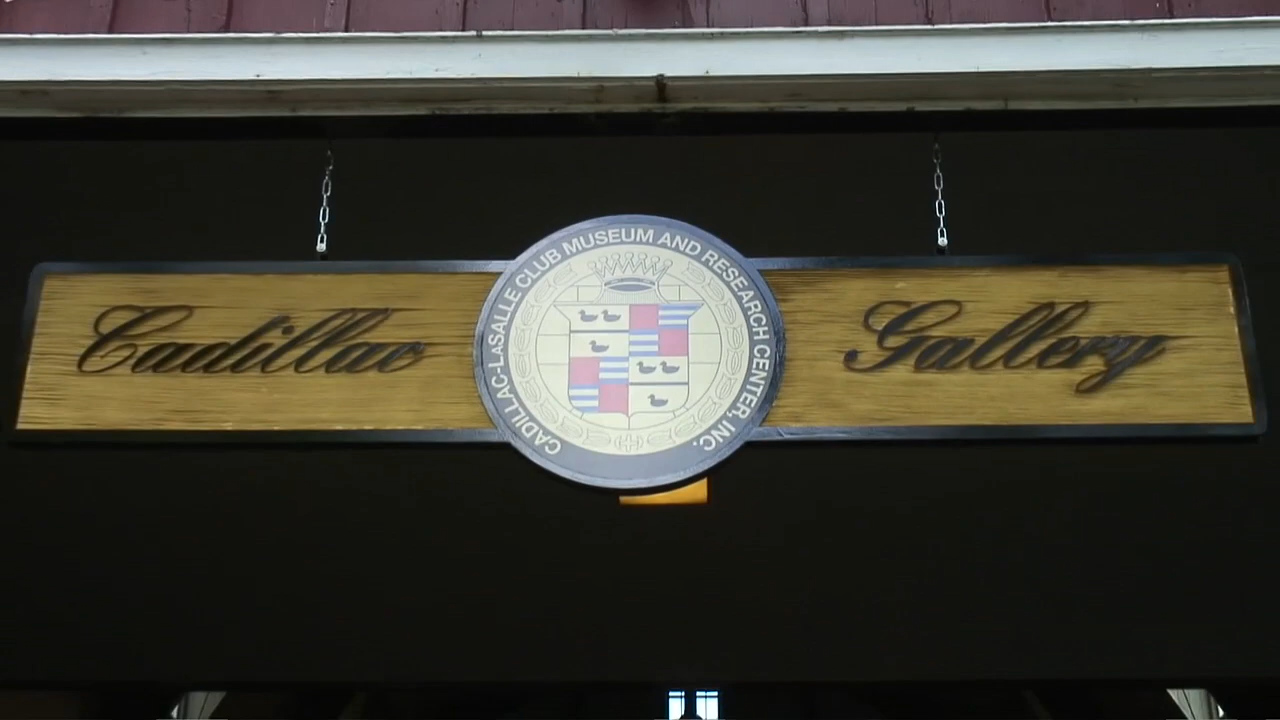 Cadillac
CADILLAC-LASALLE CLUB MUSEUM AND RESEARCH CENTER, INC.
Gallery